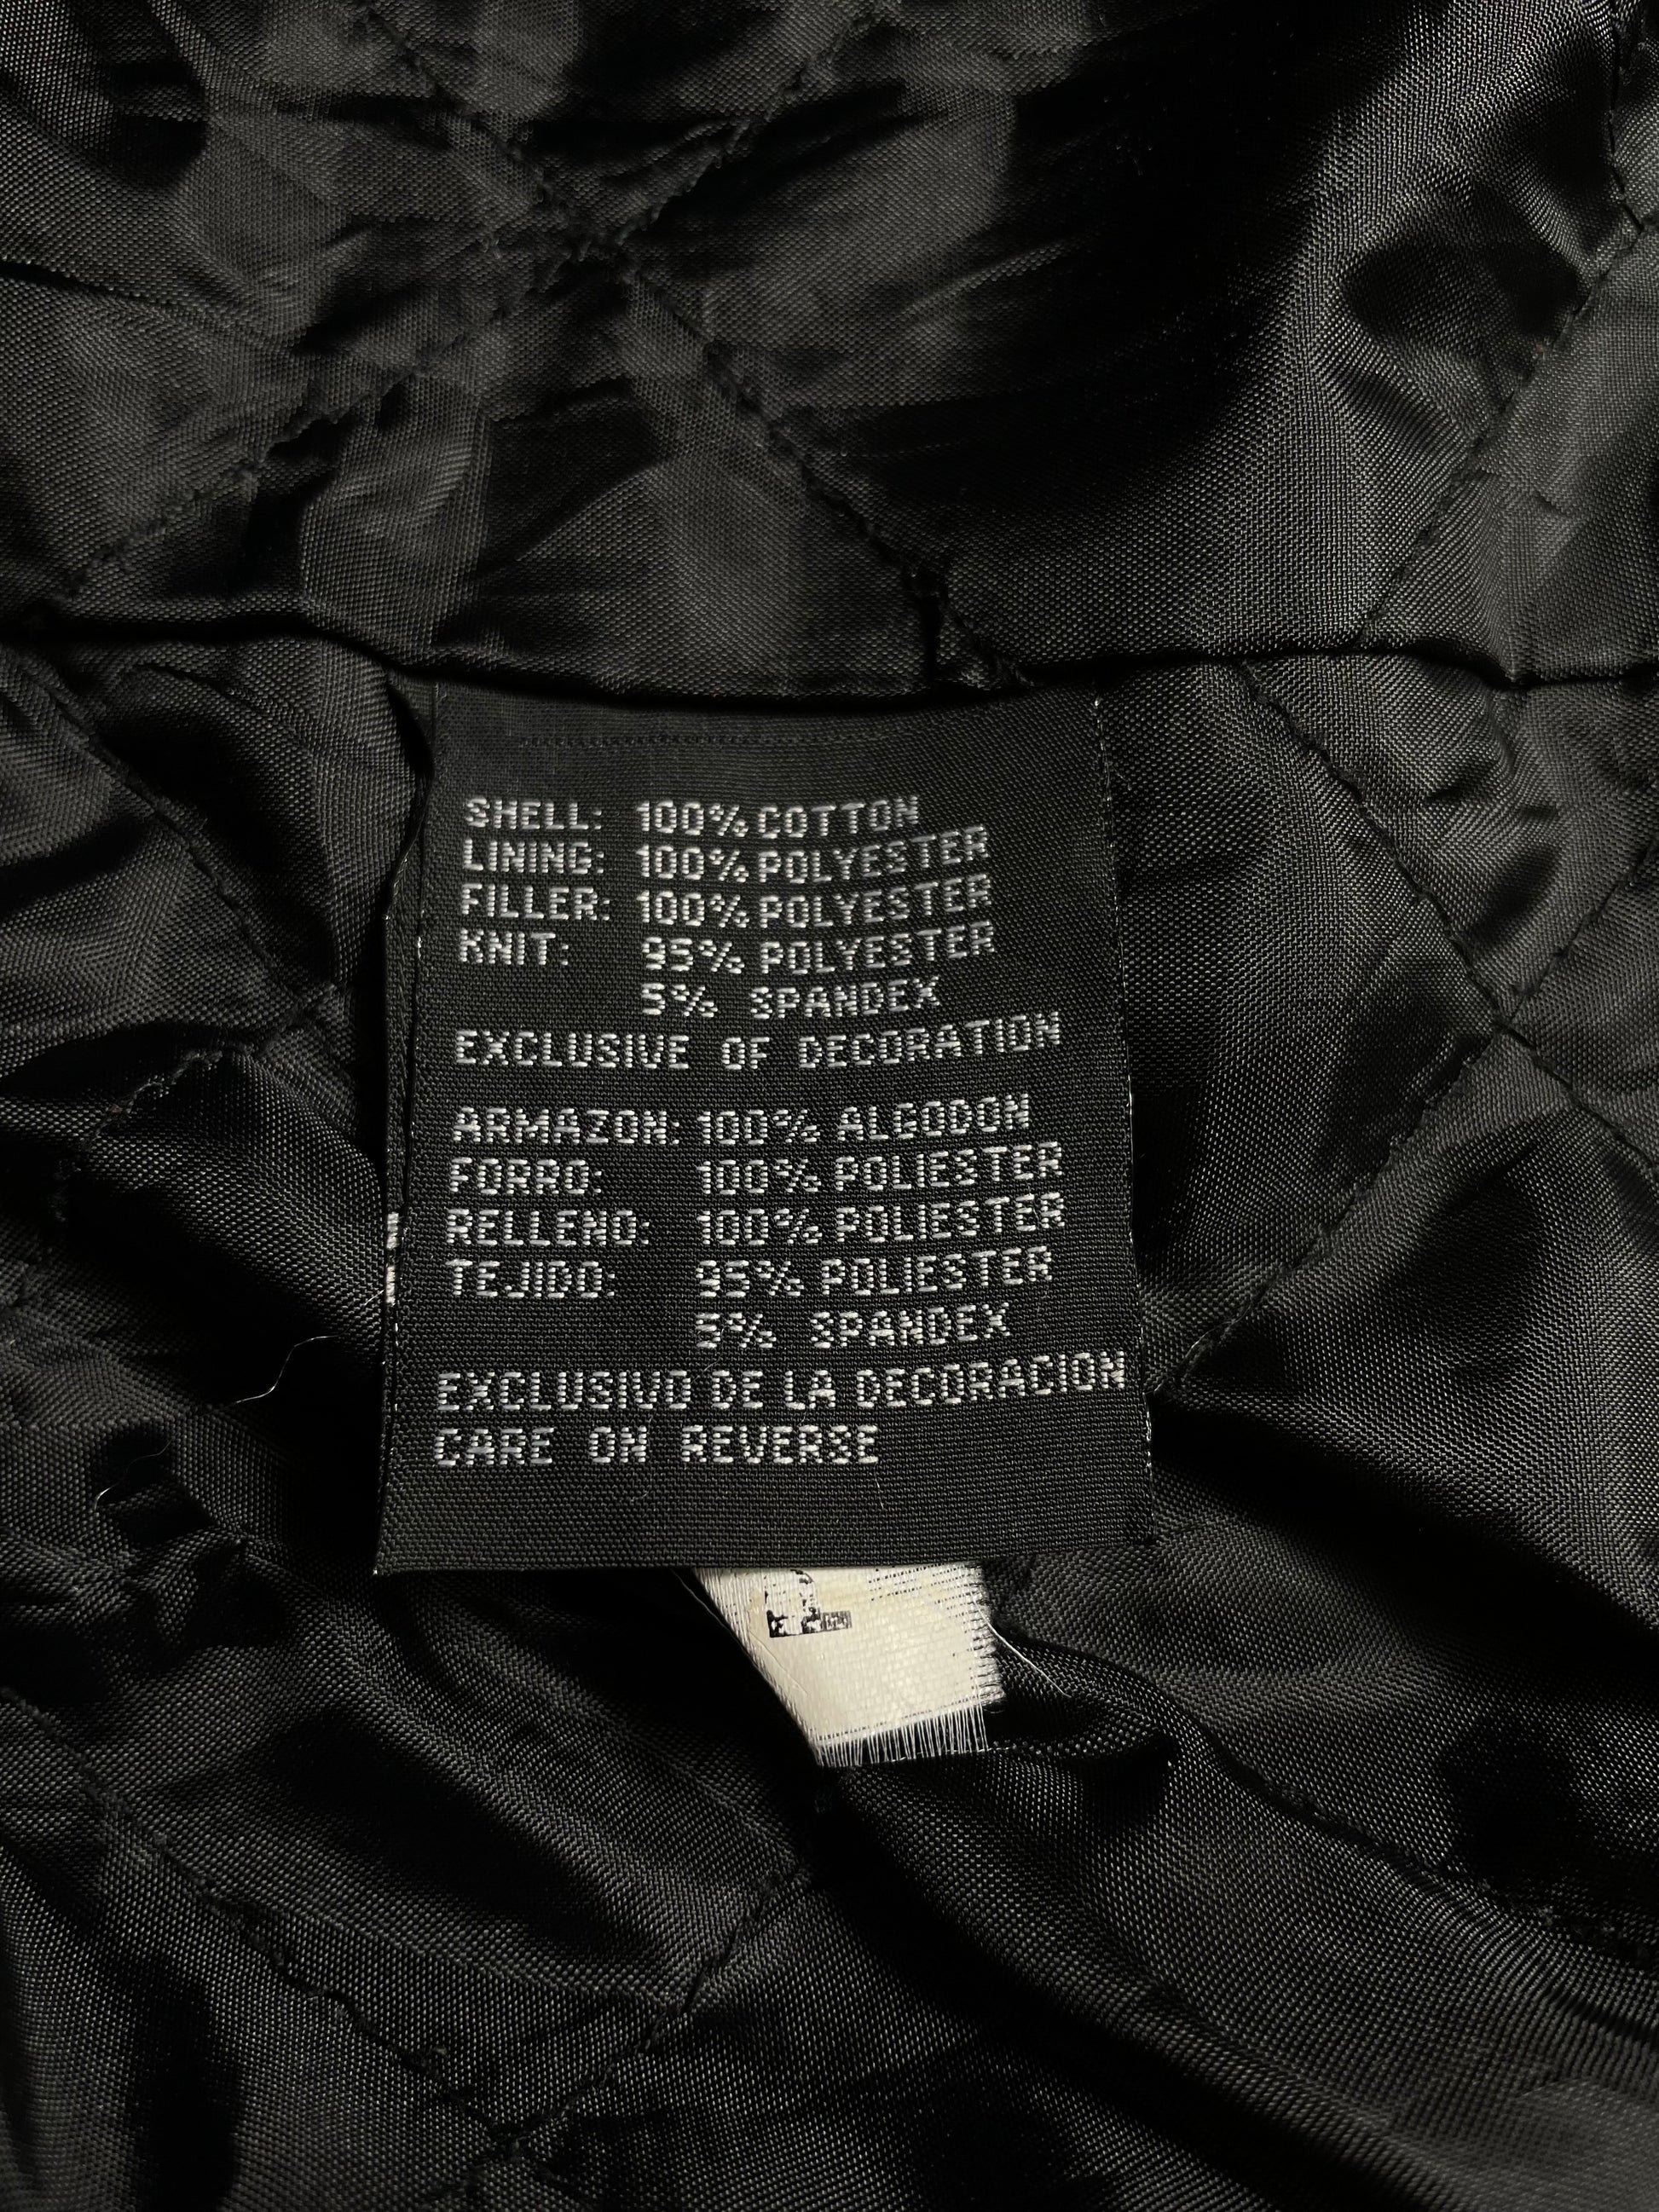 SHELL: 100% COTTON
LINING: 100% POLYESTER
FILLER: 100% POLYESTER
KNIT: 95% POLYESTER
5% SPANDEX
EXCLUSIVE OF DECORATION
ARMAZON: 100% ALGODON
FORRO: 100% POLIESTER
RELLENO: 100% POLIESTER
TEJIDO: 95% POLIESTER
5% SPANDEX
EXCLUSIVO DE LA DECORACION
CARE ON REVERSE